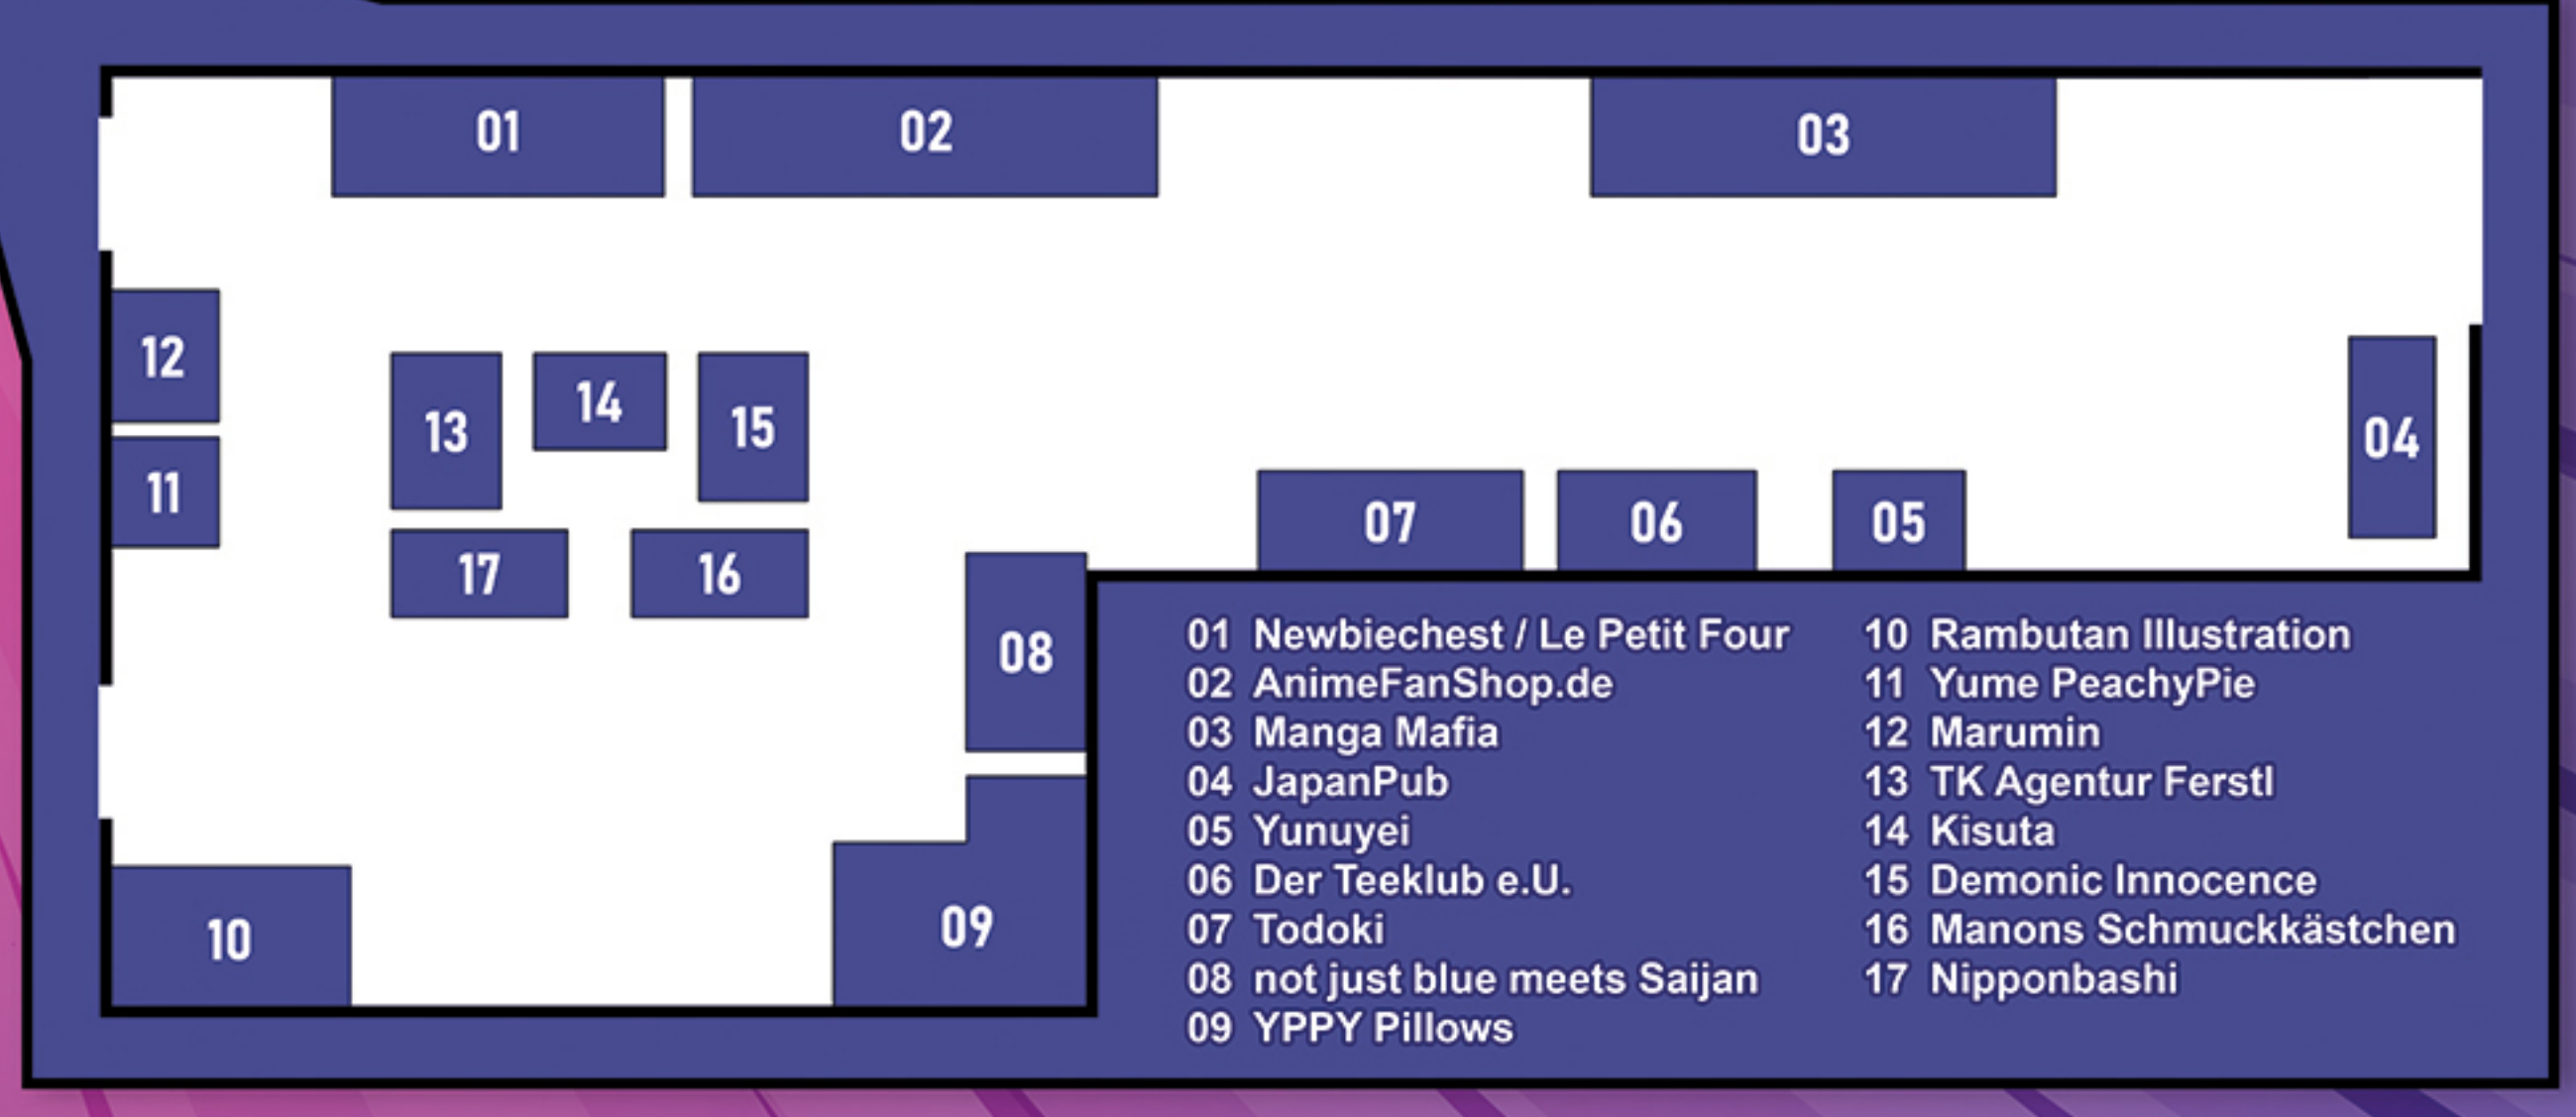 01
02
03
12
13
14
15
04
11
07
06
05
17
16
08
10
09
01 Newbiechest / Le Petit Four
02 AnimeFanShop.de
03 Manga Mafia
04 JapanPub
05 Yunuyei
06 Der Teeklub e.U.
07 Todoki
08 not just blue meets Saijan
09 YPPY Pillows
10 Rambutan Illustration
11 Yume PeachyPie
12 Marumin
13 TK Agentur Ferstl
14 Kisuta
15 Demonic Innocence
16 Manons Schmuckkästchen
17 Nipponbashi